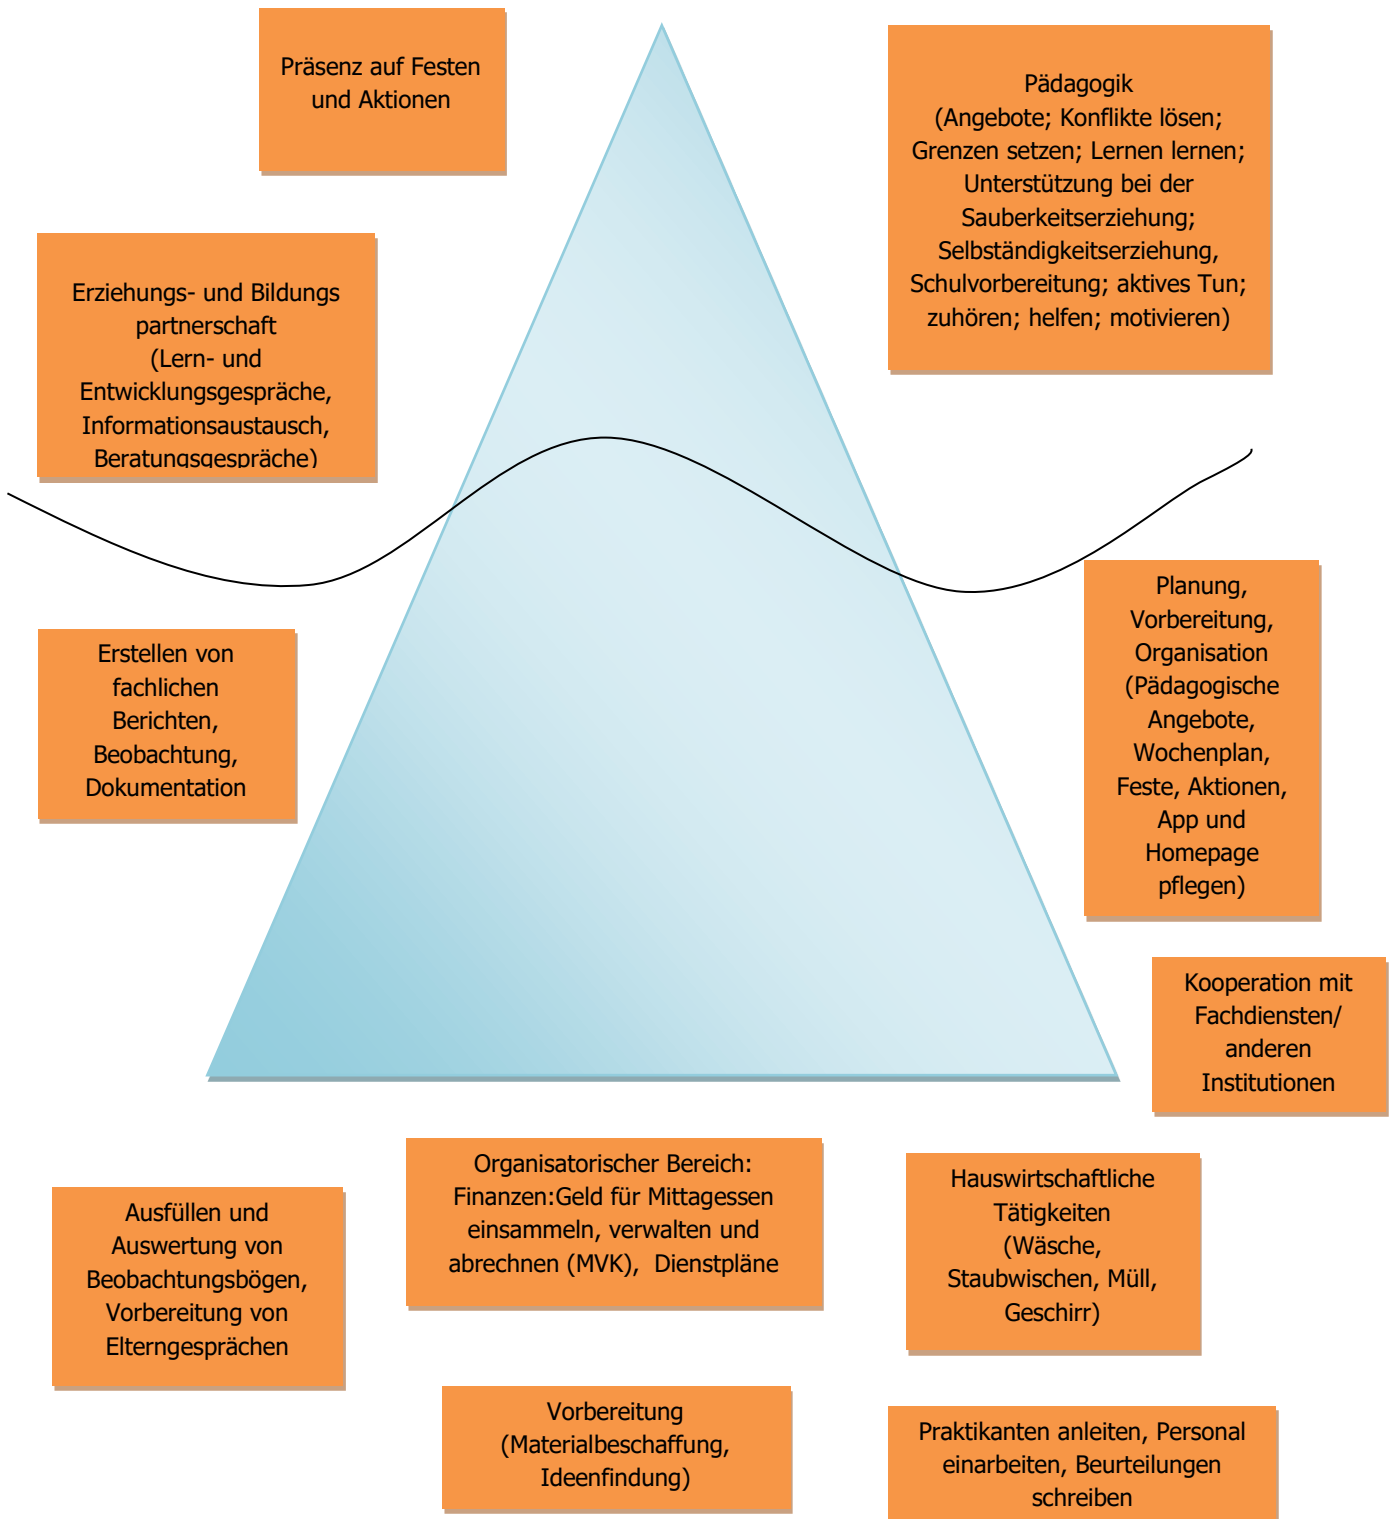 Präsenz auf Festen
und Aktionen
Pädagogik
(Angebote; Konflikte lösen;
Grenzen setzen; Lernen lernen;
Unterstützung bei der
Sauberkeitserziehung;
Selbständigkeitserziehung,
Schulvorbereitung; aktives Tun;
zuhören; helfen; motivieren)
Erziehungs- und Bildungs
partnerschaft
(Lern- und
Entwicklungsgespräche,
Informationsaustausch,
Beratungsgespräche)
Erstellen von
fachlichen
Berichten,
Beobachtung,
Dokumentation
Planung,
Vorbereitung,
Organisation
(Pädagogische
Angebote,
Wochenplan,
Feste, Aktionen,
App und
Homepage
pflegen)
Kooperation mit
Fachdiensten/
anderen
Institutionen
Ausfüllen und
Auswertung von
Beobachtungsbögen,
Vorbereitung von
Elterngesprächen
Organisatorischer Bereich:
Finanzen:Geld für Mittagessen
einsammeln, verwalten und
abrechnen (MVK),  Dienstpläne
Hauswirtschaftliche
Tätigkeiten
(Wäsche,
Staubwischen, Müll,
Geschirr)
Vorbereitung
(Materialbeschaffung,
Ideenfindung)
Praktikanten anleiten, Personal
einarbeiten, Beurteilungen
schreiben